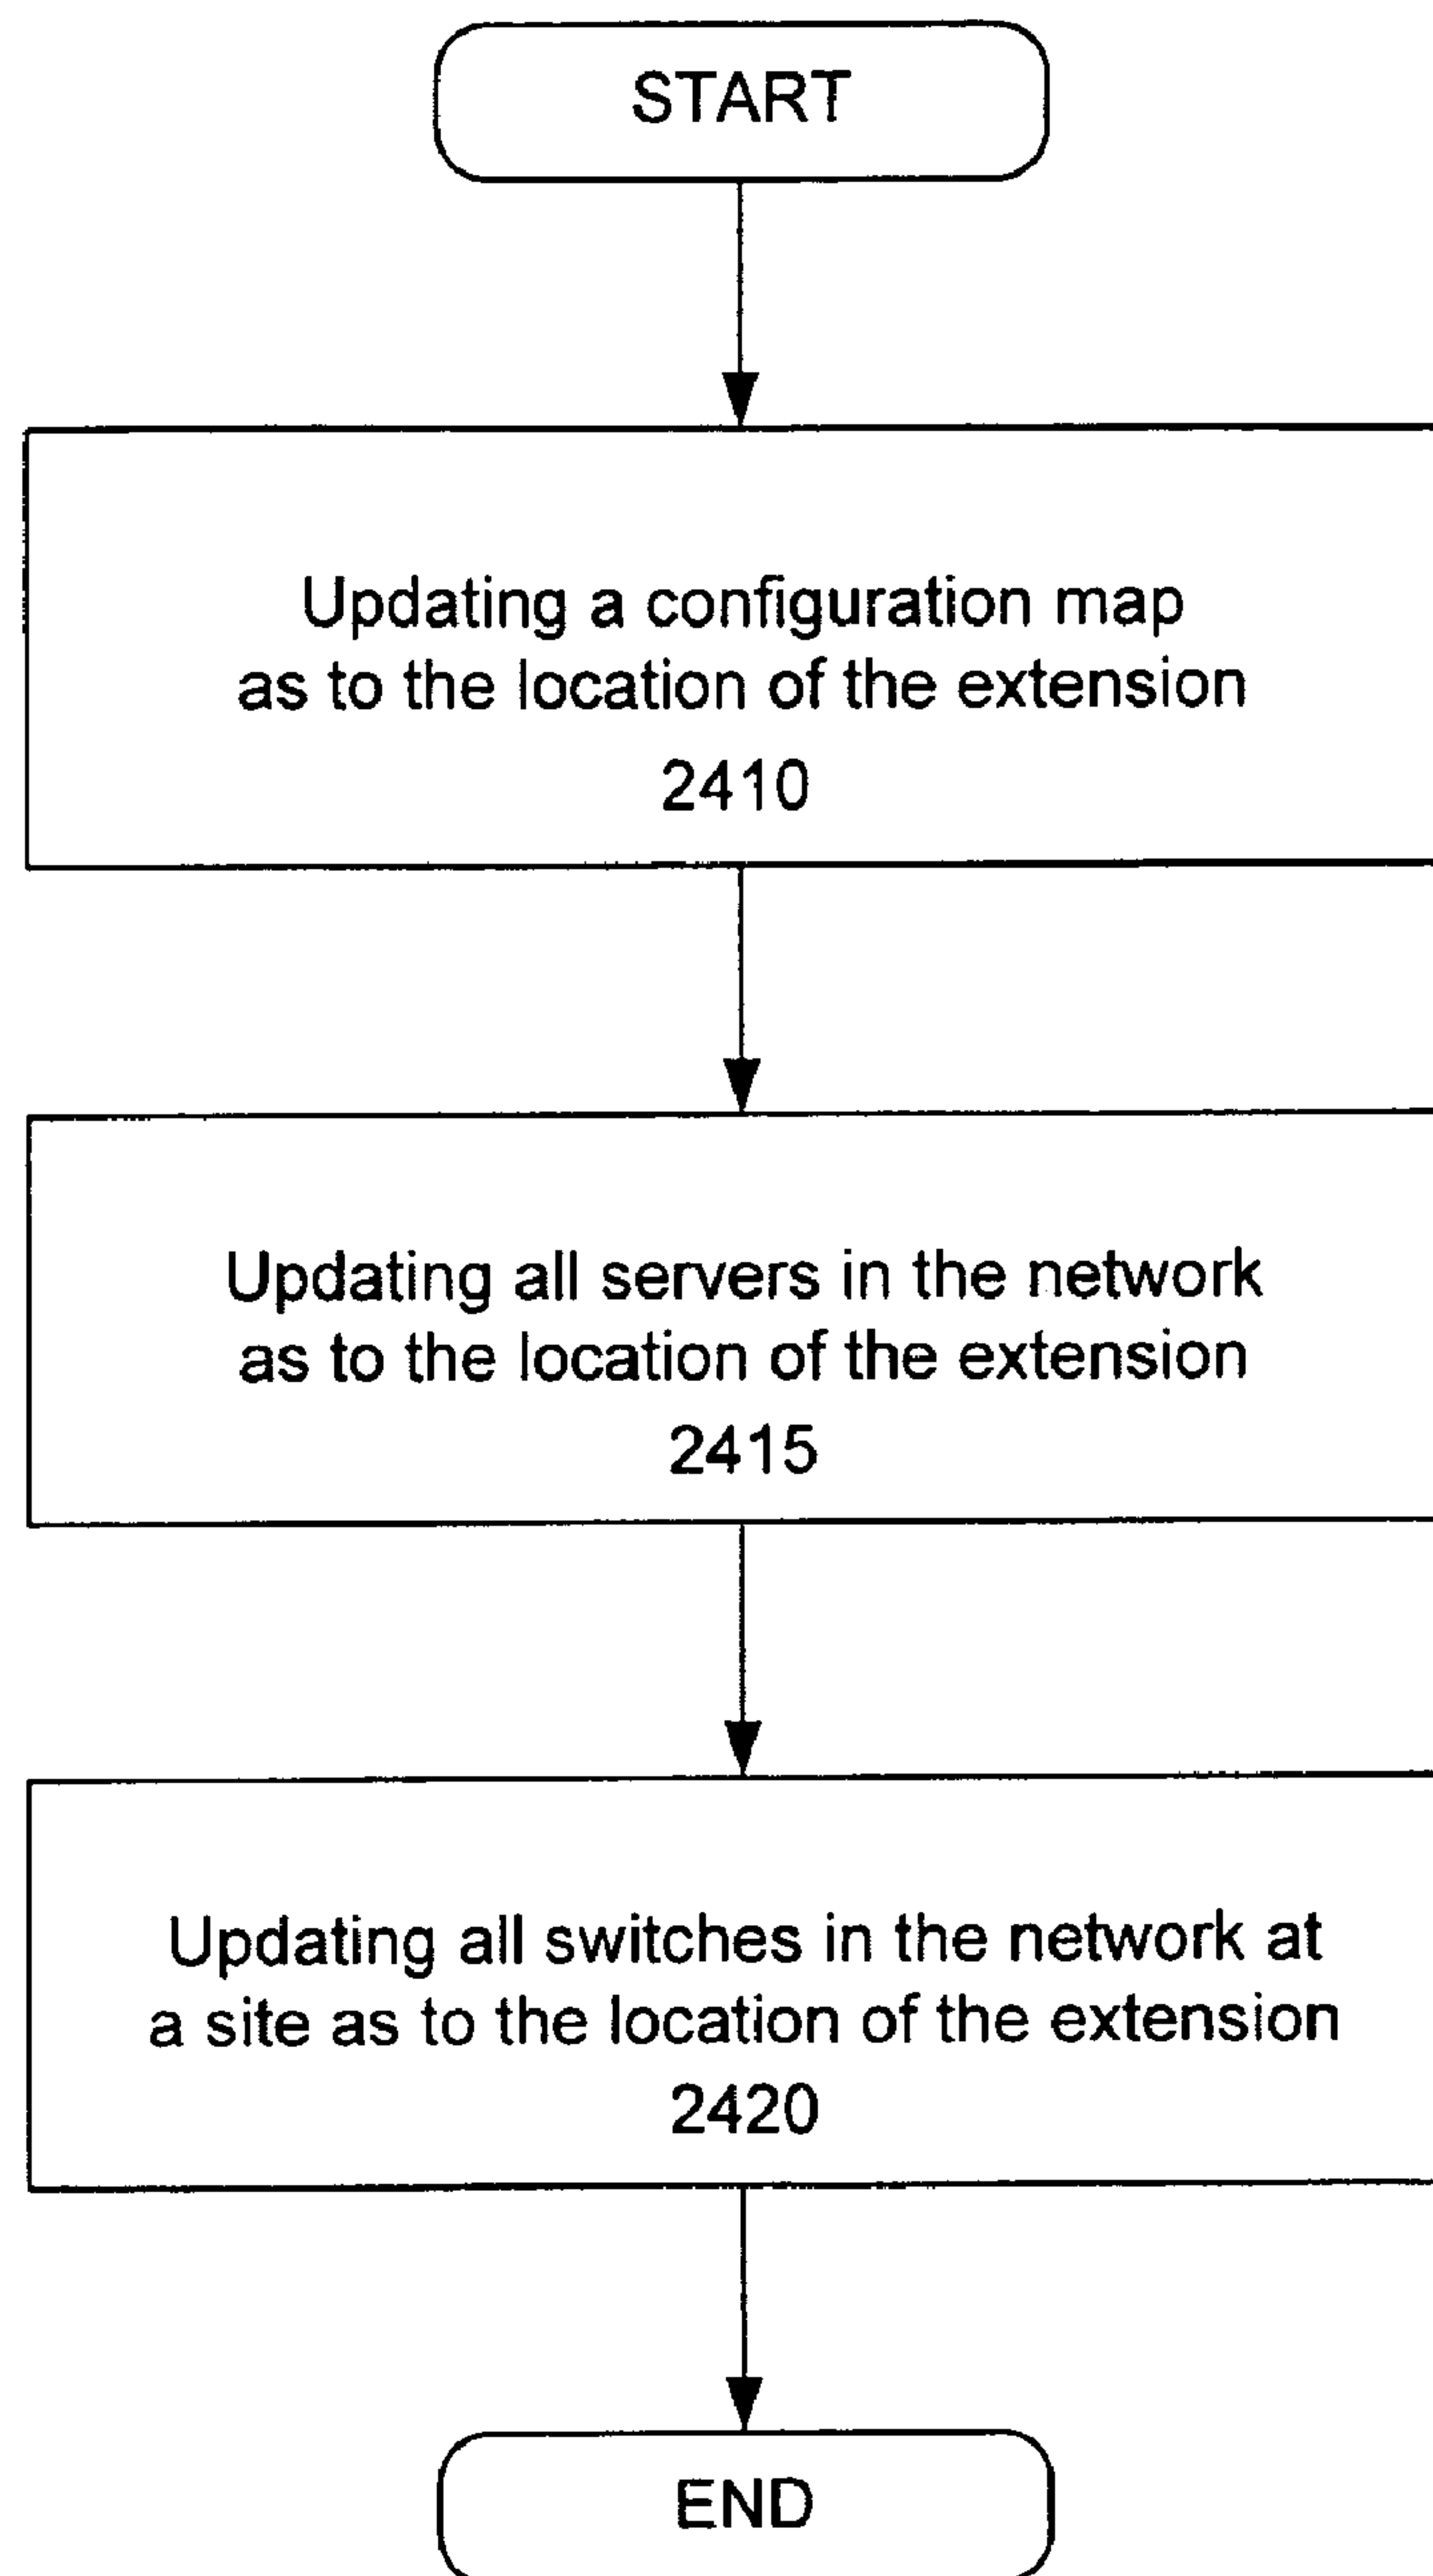 START
Updating a configuration map
as to the location of the extension
2410
Updating all servers in the network
as to the location of the extension
2415
Updating all switches in the network at
a site as to the location of the extension
2420
END